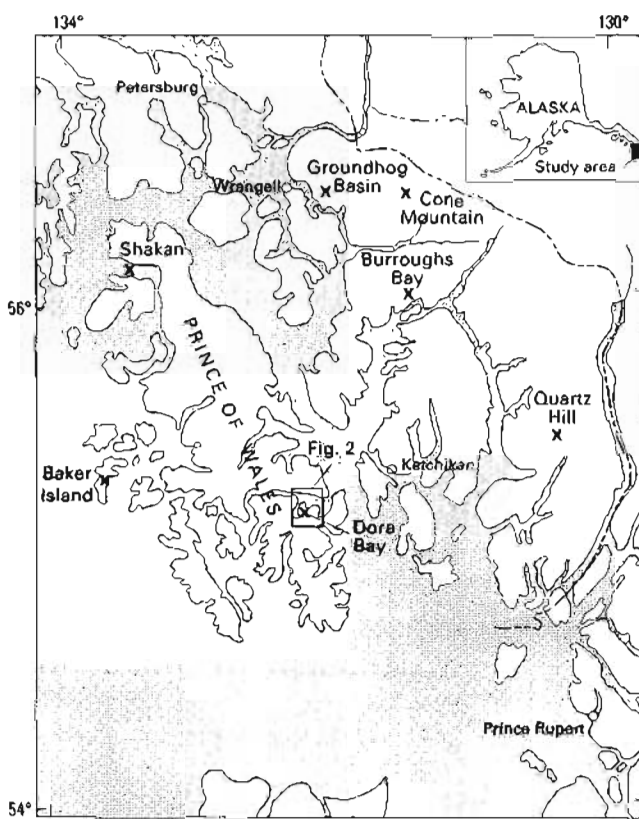 134°
130°
Petersburg
ALASKA
Study area
Groundhog
Basin
Wrangell
Cone
Mountain
Shakan
Burroughs
Bay
56°
PRINCE OF WALES
Quartz
Hill
Fig. 2
Ketchikan
Baker
Island
Dora
Bay
Prince Rupert
54°